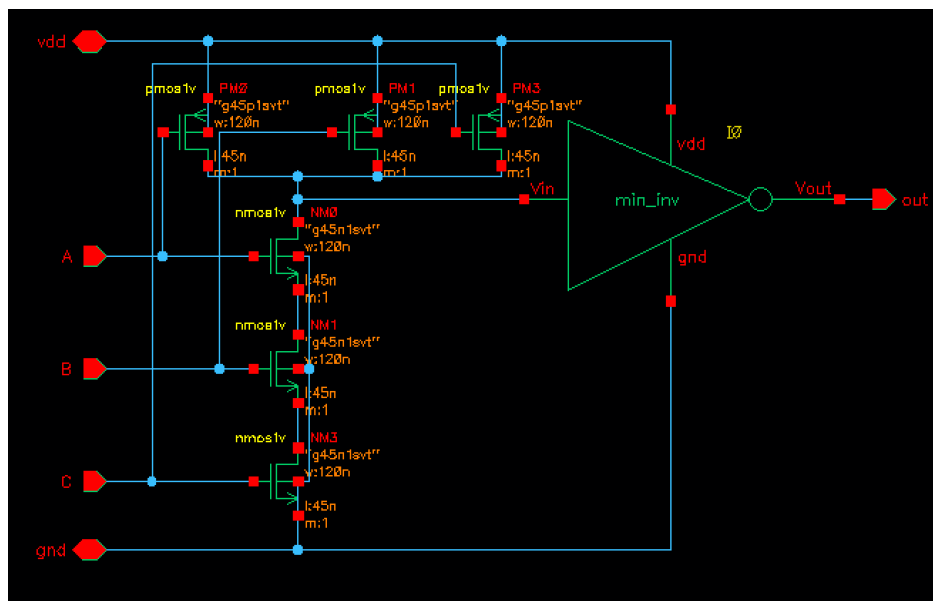 vdd
pmos1v PM0
"g45p1svt"
w:120n
l:45n
m:1
pmos1v PM1
"g45p1svt"
w:120n
l:45n
m:1
pmos1v PM3
"g45p1svt"
w:120n
l:45n
m:1
I0
vdd
Vin
min_inv
Vout
out
gnd
nmos1v NM0
"g45n1svt"
w:120n
l:45n
m:1
A
nmos1v NM1
"g45n1svt"
w:120n
l:45n
m:1
B
nmos1v NM3
"g45n1svt"
w:120n
l:45n
m:1
C
gnd